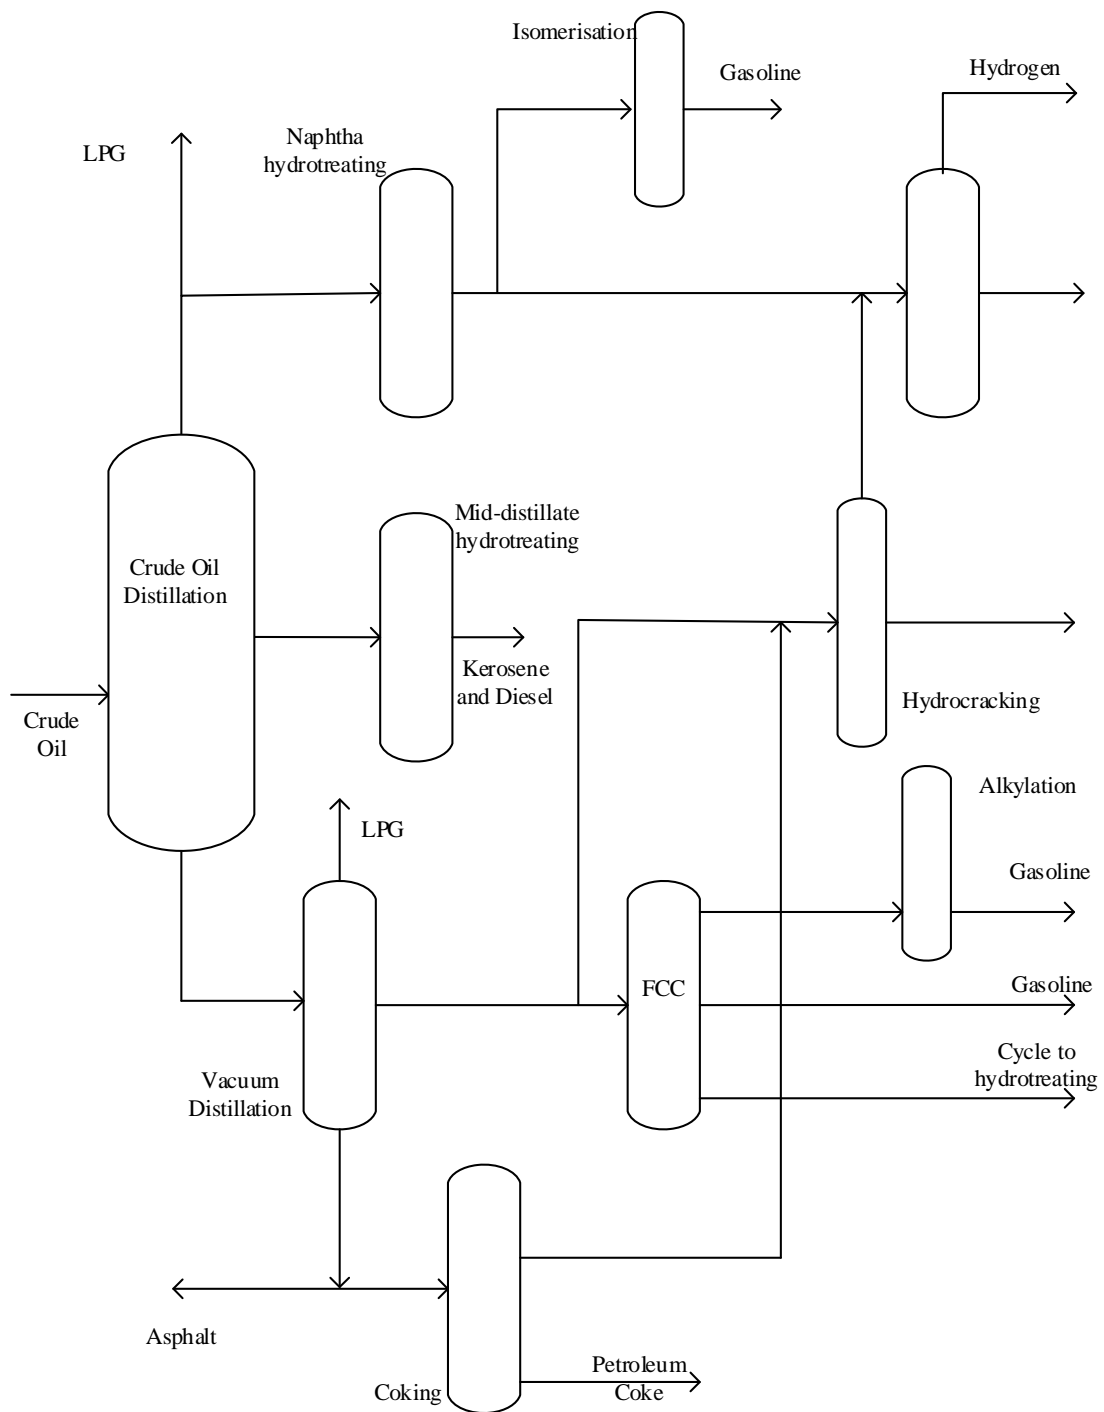 Isomerisation
Gasoline
Hydrogen
LPG
Naphtha
hydrotreating
Mid-distillate
hydrotreating
Crude Oil
Distillation
Kerosene
and Diesel
Crude
Oil
Hydrocracking
Alkylation
LPG
Gasoline
FCC
Gasoline
Cycle to
hydrotreating
Vacuum
Distillation
Asphalt
Coking
Petroleum
Coke